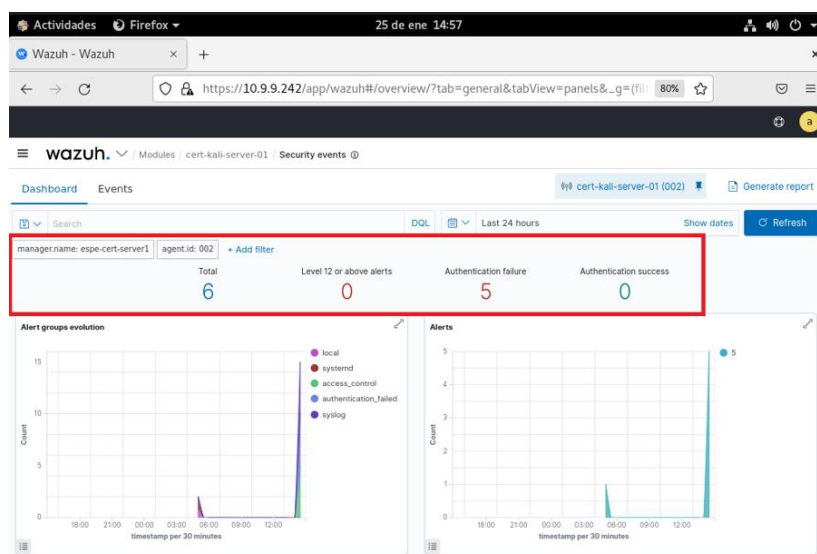 Actividades Firefox 25 de ene 14:57
Wazuh - Wazuh × +
https://10.9.9.242/app/wazuh#/overview/?tab=general&tabView=panels&_g=(fil 80%
a
wazuh. / Modules / cert-kali-server-01 / Security events
Dashboard Events cert-kali-server-01 (002) Generate report
Search DQL Last 24 hours Show dates Refresh
manager.name: espe-cert-server1 agent.id: 002 + Add filter
Total Level 12 or above alerts Authentication failure Authentication success
6 0 5 0
Alert groups evolution
15
10
5
0
Count
18:00 21:00 00:00 03:00 06:00 09:00 12:00
timestamp per 30 minutes
local
systemd
access_control
authentication_failed
syslog
Alerts
5
4
3
2
1
0
Count
18:00 21:00 00:00 03:00 06:00 09:00 12:00
timestamp per 30 minutes
5